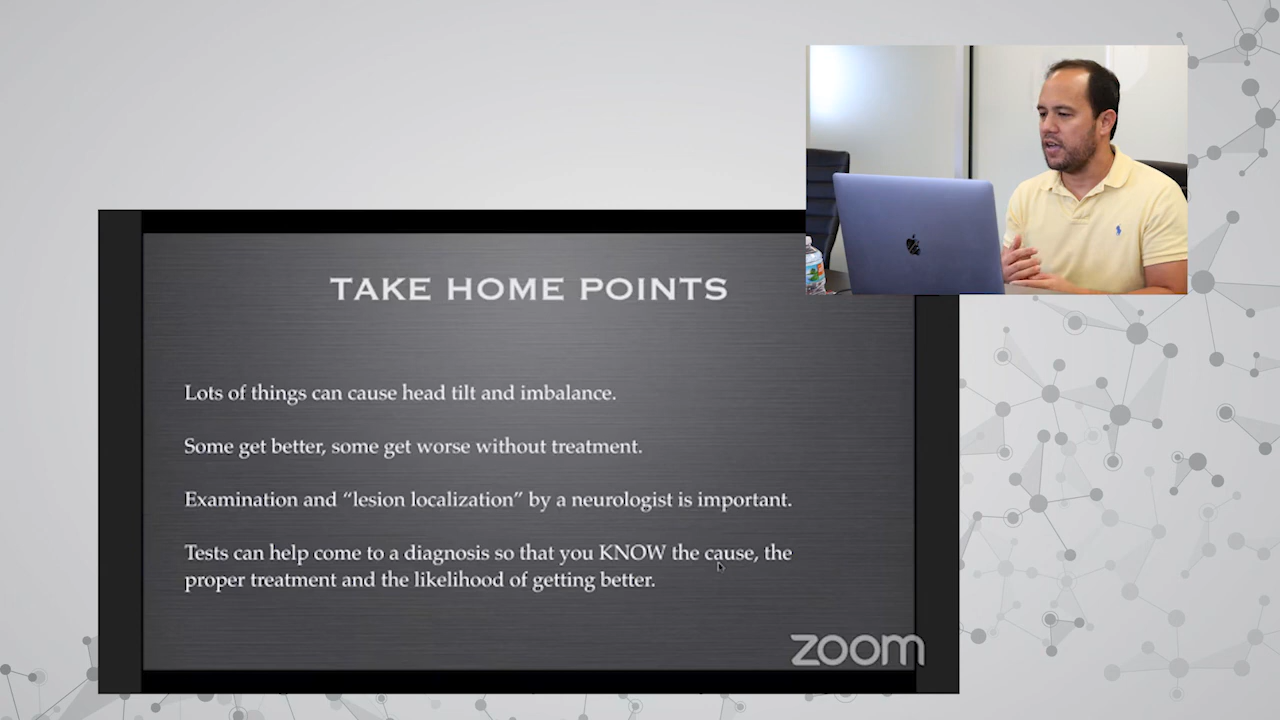 TAKE HOME POINTS
Lots of things can cause head tilt and imbalance.
Some get better, some get worse without treatment.
Examination and “lesion localization” by a neurologist is important.
Tests can help come to a diagnosis so that you KNOW the cause, the
proper treatment and the likelihood of getting better.
zoom